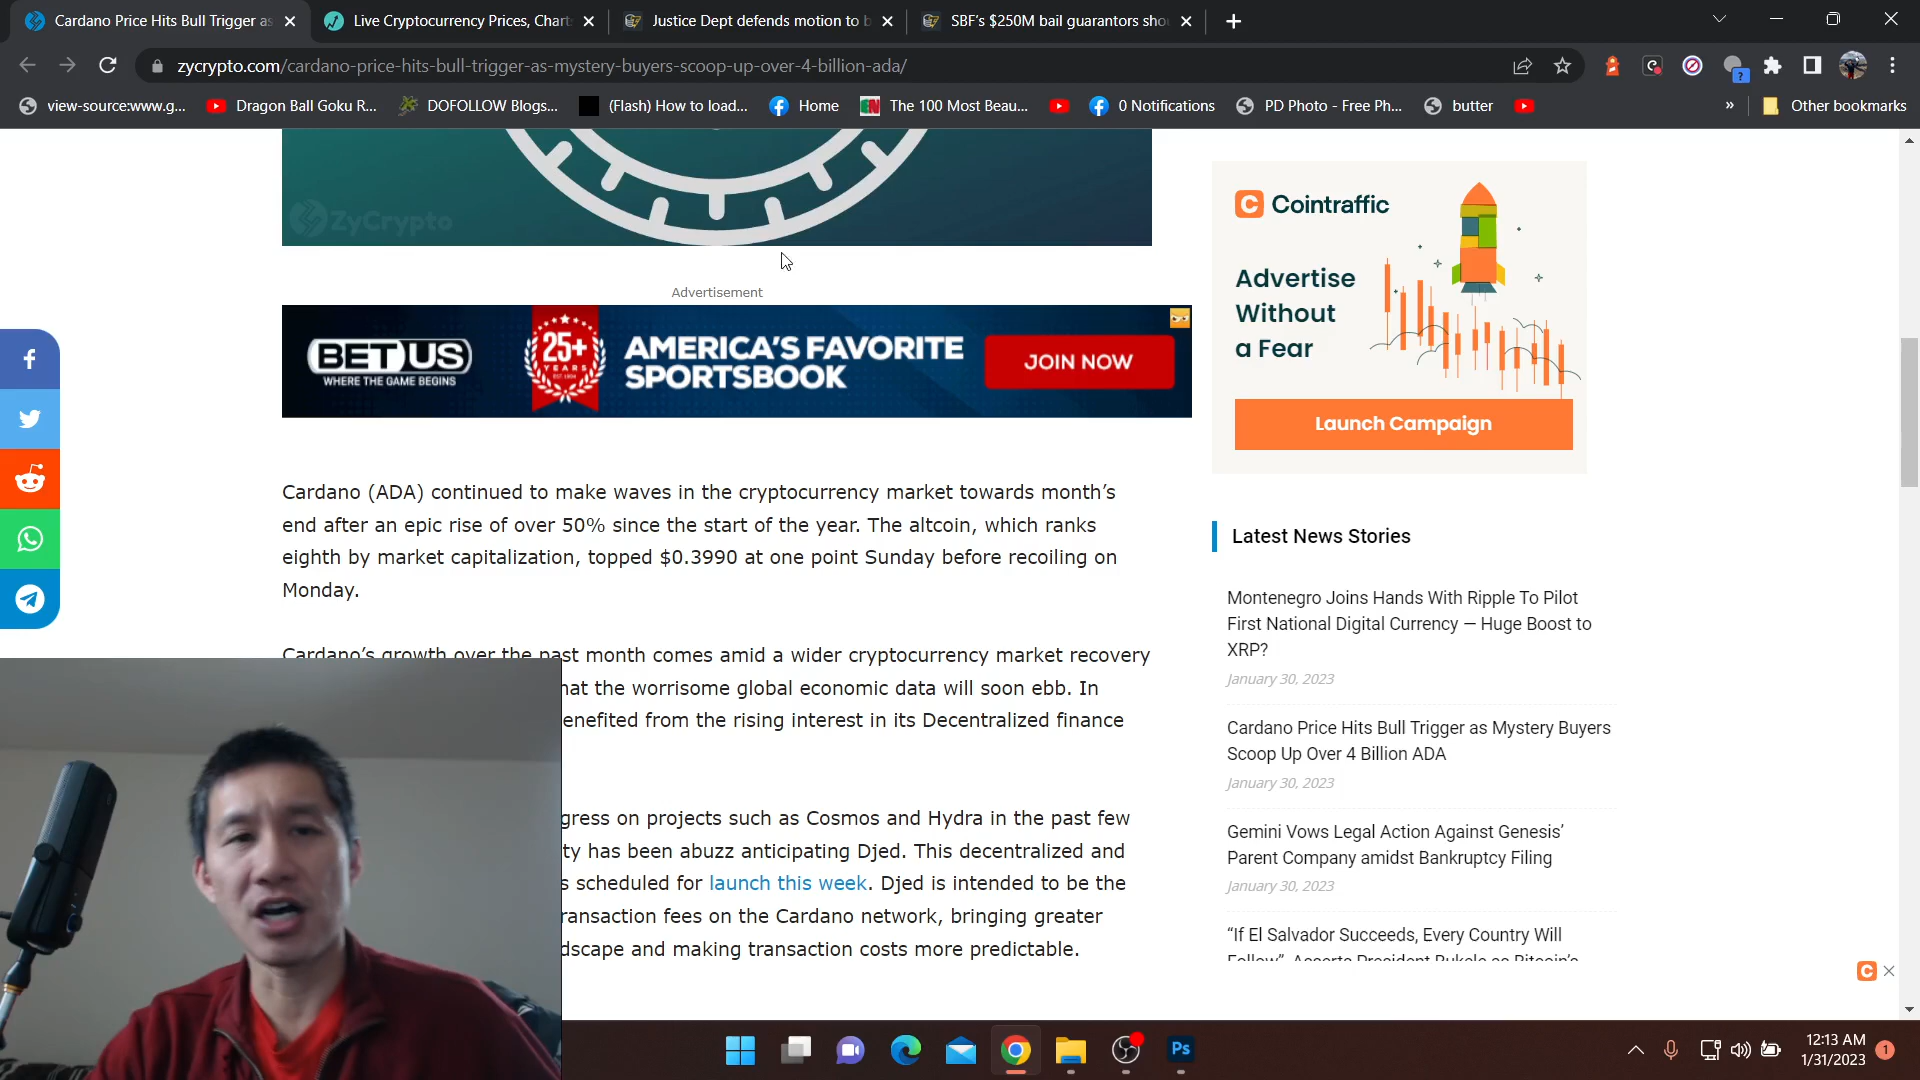 Cardano Price Hits Bull Trigger as
Live Cryptocurrency Prices, Chart
Justice Dept defends motion to b
SBF's $250M bail guarantors shou
zycrypto.com/cardano-price-hits-bull-trigger-as-mystery-buyers-scoop-up-over-4-billion-ada/
view-source:www.g...
Dragon Ball Goku R...
DOFOLLOW Blogs...
(Flash) How to load...
Home
The 100 Most Beau...
0 Notifications
PD Photo - Free Ph...
butter
Other bookmarks
ZyCrypto
Advertisement
BETUS
WHERE THE GAME BEGINS
25+
YEARS
AMERICA'S FAVORITE
SPORTSBOOK
JOIN NOW
Cardano (ADA) continued to make waves in the cryptocurrency market towards month's
end after an epic rise of over 50% since the start of the year. The altcoin, which ranks
eighth by market capitalization, topped $0.3990 at one point Sunday before recoiling on
Monday.
Cardano's growth over the past month comes amid a wider cryptocurrency market recovery
hat the worrisome global economic data will soon ebb. In
enefited from the rising interest in its Decentralized finance
gress on projects such as Cosmos and Hydra in the past few
ty has been abuzz anticipating Djed. This decentralized and
s scheduled for launch this week. Djed is intended to be the
ransaction fees on the Cardano network, bringing greater
dscape and making transaction costs more predictable.
C Cointraffic
Advertise
Without
a Fear
Launch Campaign
Latest News Stories
Montenegro Joins Hands With Ripple To Pilot
First National Digital Currency — Huge Boost to
XRP?
January 30, 2023
Cardano Price Hits Bull Trigger as Mystery Buyers
Scoop Up Over 4 Billion ADA
January 30, 2023
Gemini Vows Legal Action Against Genesis'
Parent Company amidst Bankruptcy Filing
January 30, 2023
"If El Salvador Succeeds, Every Country Will
Follow", Asserts President Bukele as Bitcoin's
C
Ps
12:13 AM
1/31/2023
1